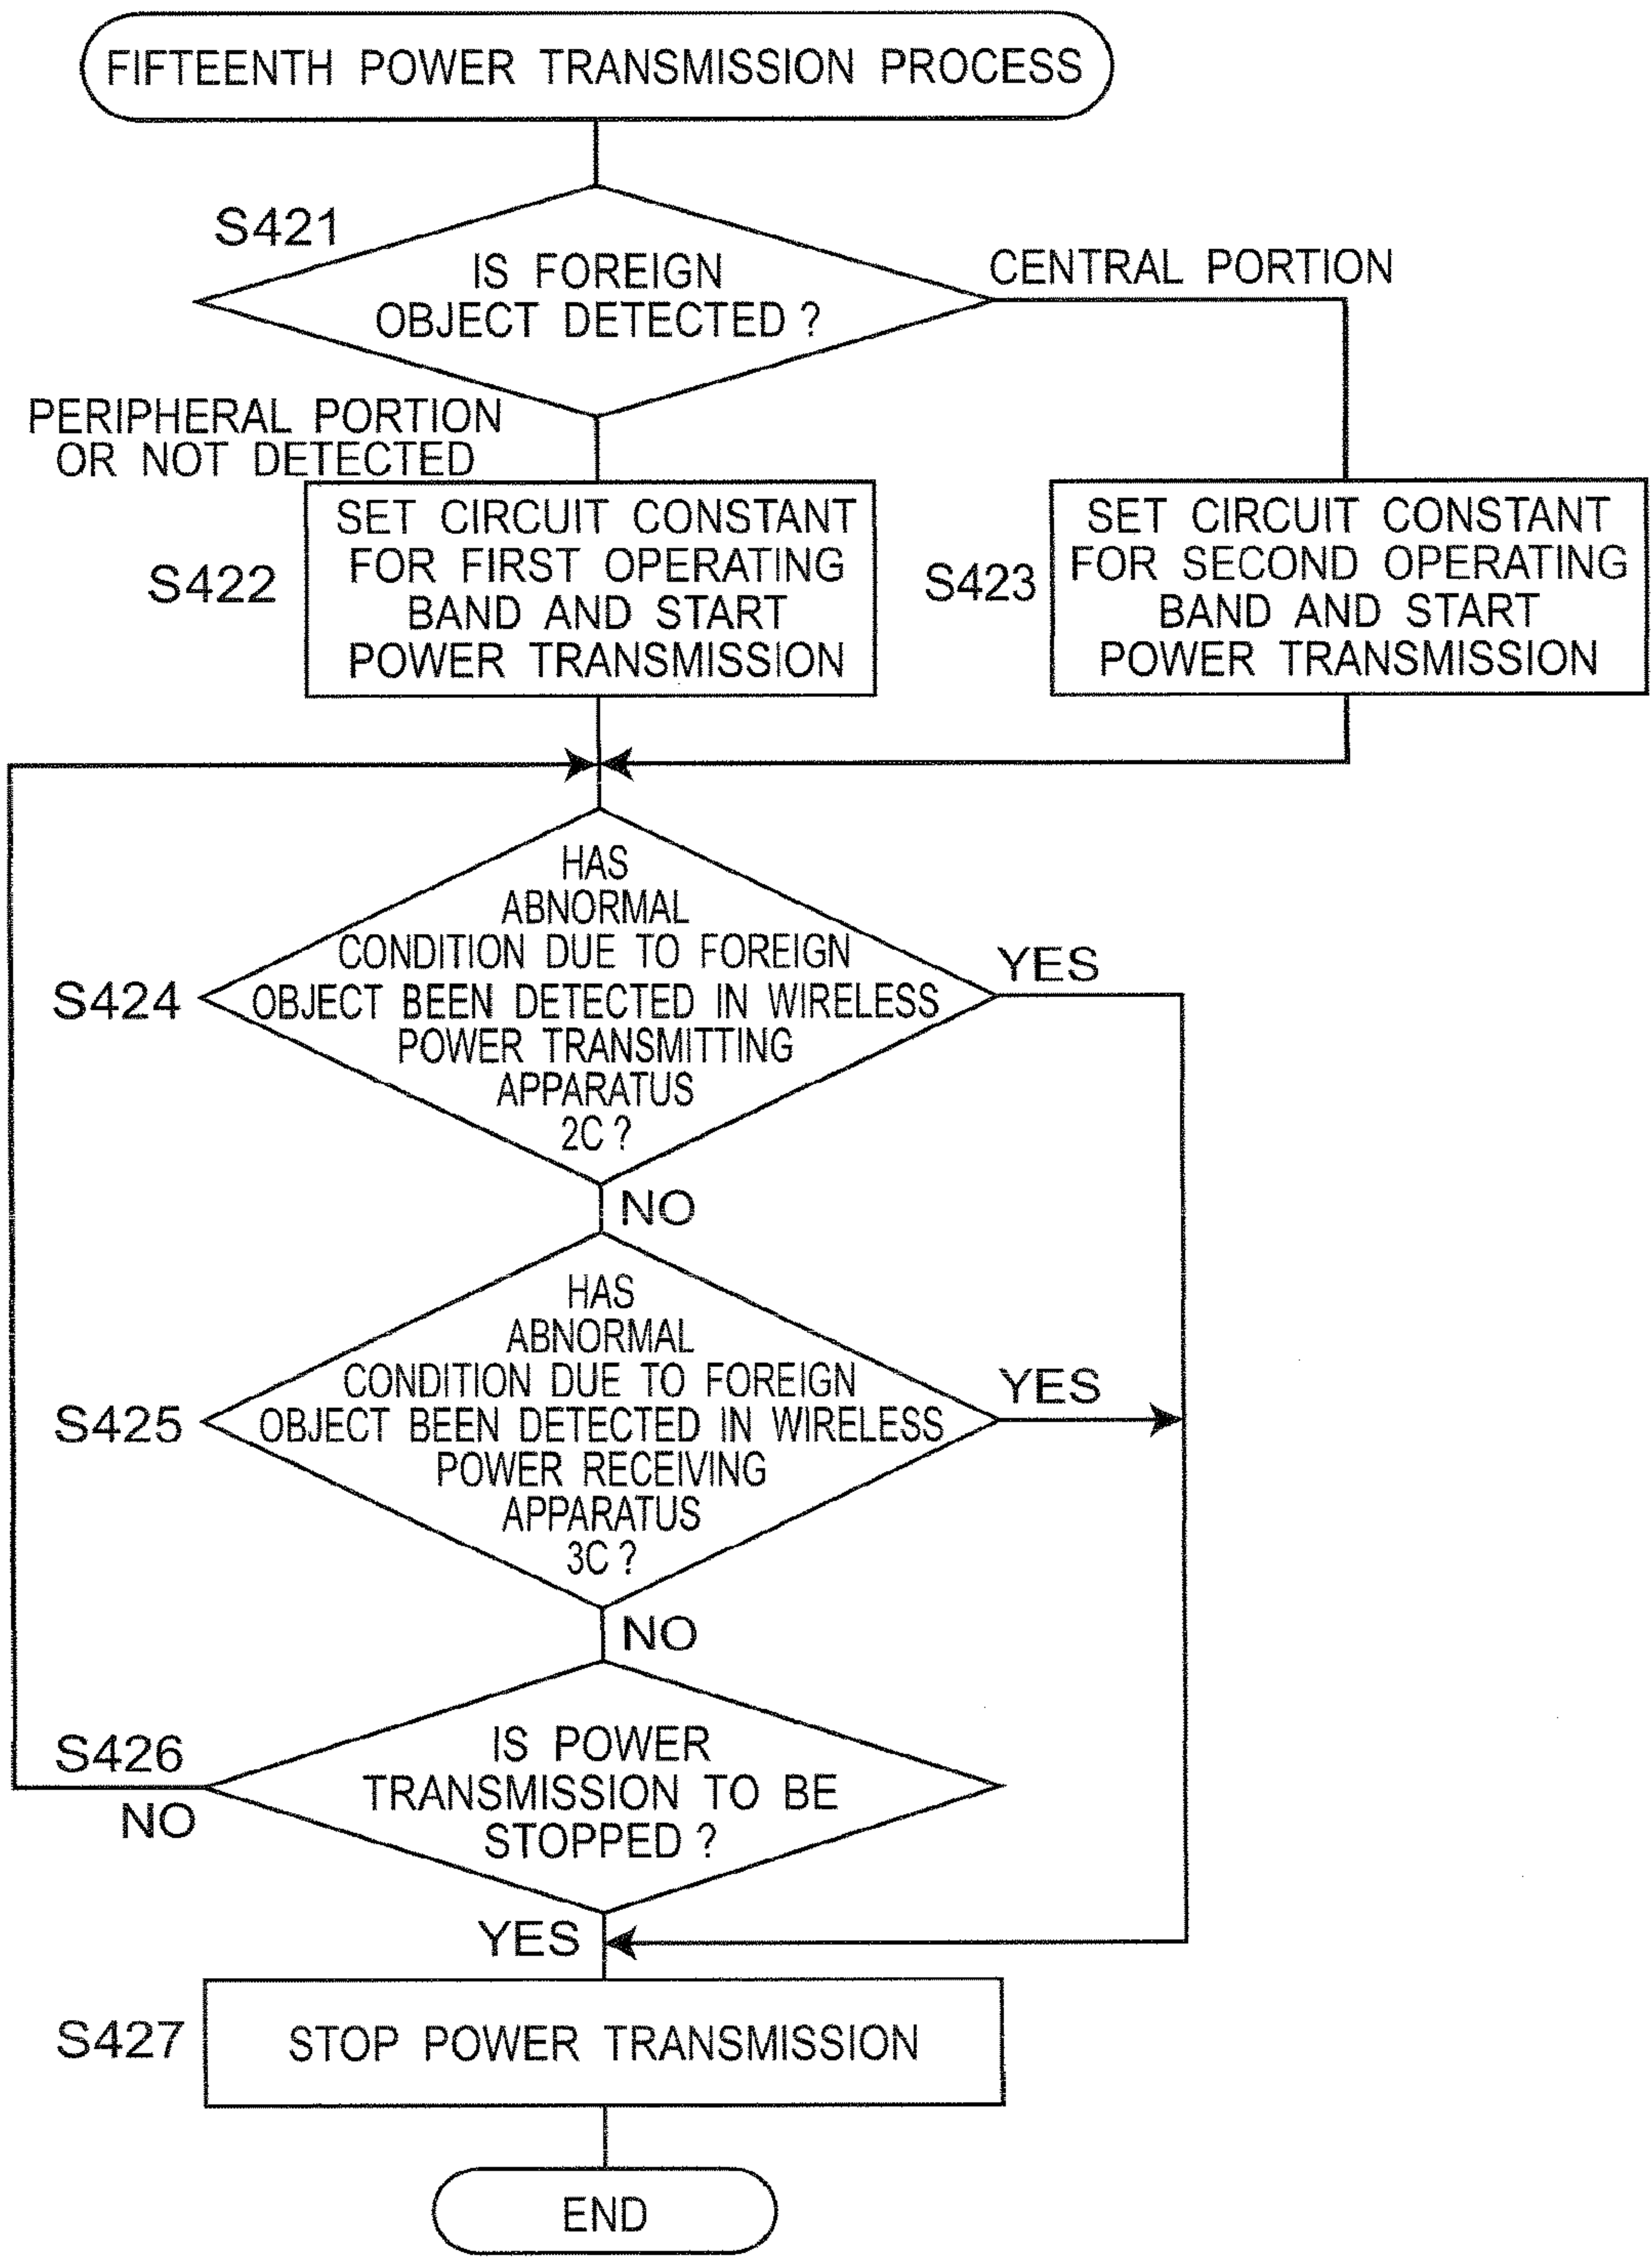 FIFTEENTH POWER TRANSMISSION PROCESS
S421
IS FOREIGN
OBJECT DETECTED ?
CENTRAL PORTION
PERIPHERAL PORTION
OR NOT DETECTED
S422
SET CIRCUIT CONSTANT
FOR FIRST OPERATING
BAND AND START
POWER TRANSMISSION
S423
SET CIRCUIT CONSTANT
FOR SECOND OPERATING
BAND AND START
POWER TRANSMISSION
S424
HAS
ABNORMAL
CONDITION DUE TO FOREIGN
OBJECT BEEN DETECTED IN WIRELESS
POWER TRANSMITTING
APPARATUS
2C ?
YES
NO
S425
HAS
ABNORMAL
CONDITION DUE TO FOREIGN
OBJECT BEEN DETECTED IN WIRELESS
POWER RECEIVING
APPARATUS
3C ?
YES
NO
S426
IS POWER
TRANSMISSION TO BE
STOPPED ?
NO
YES
S427
STOP POWER TRANSMISSION
END